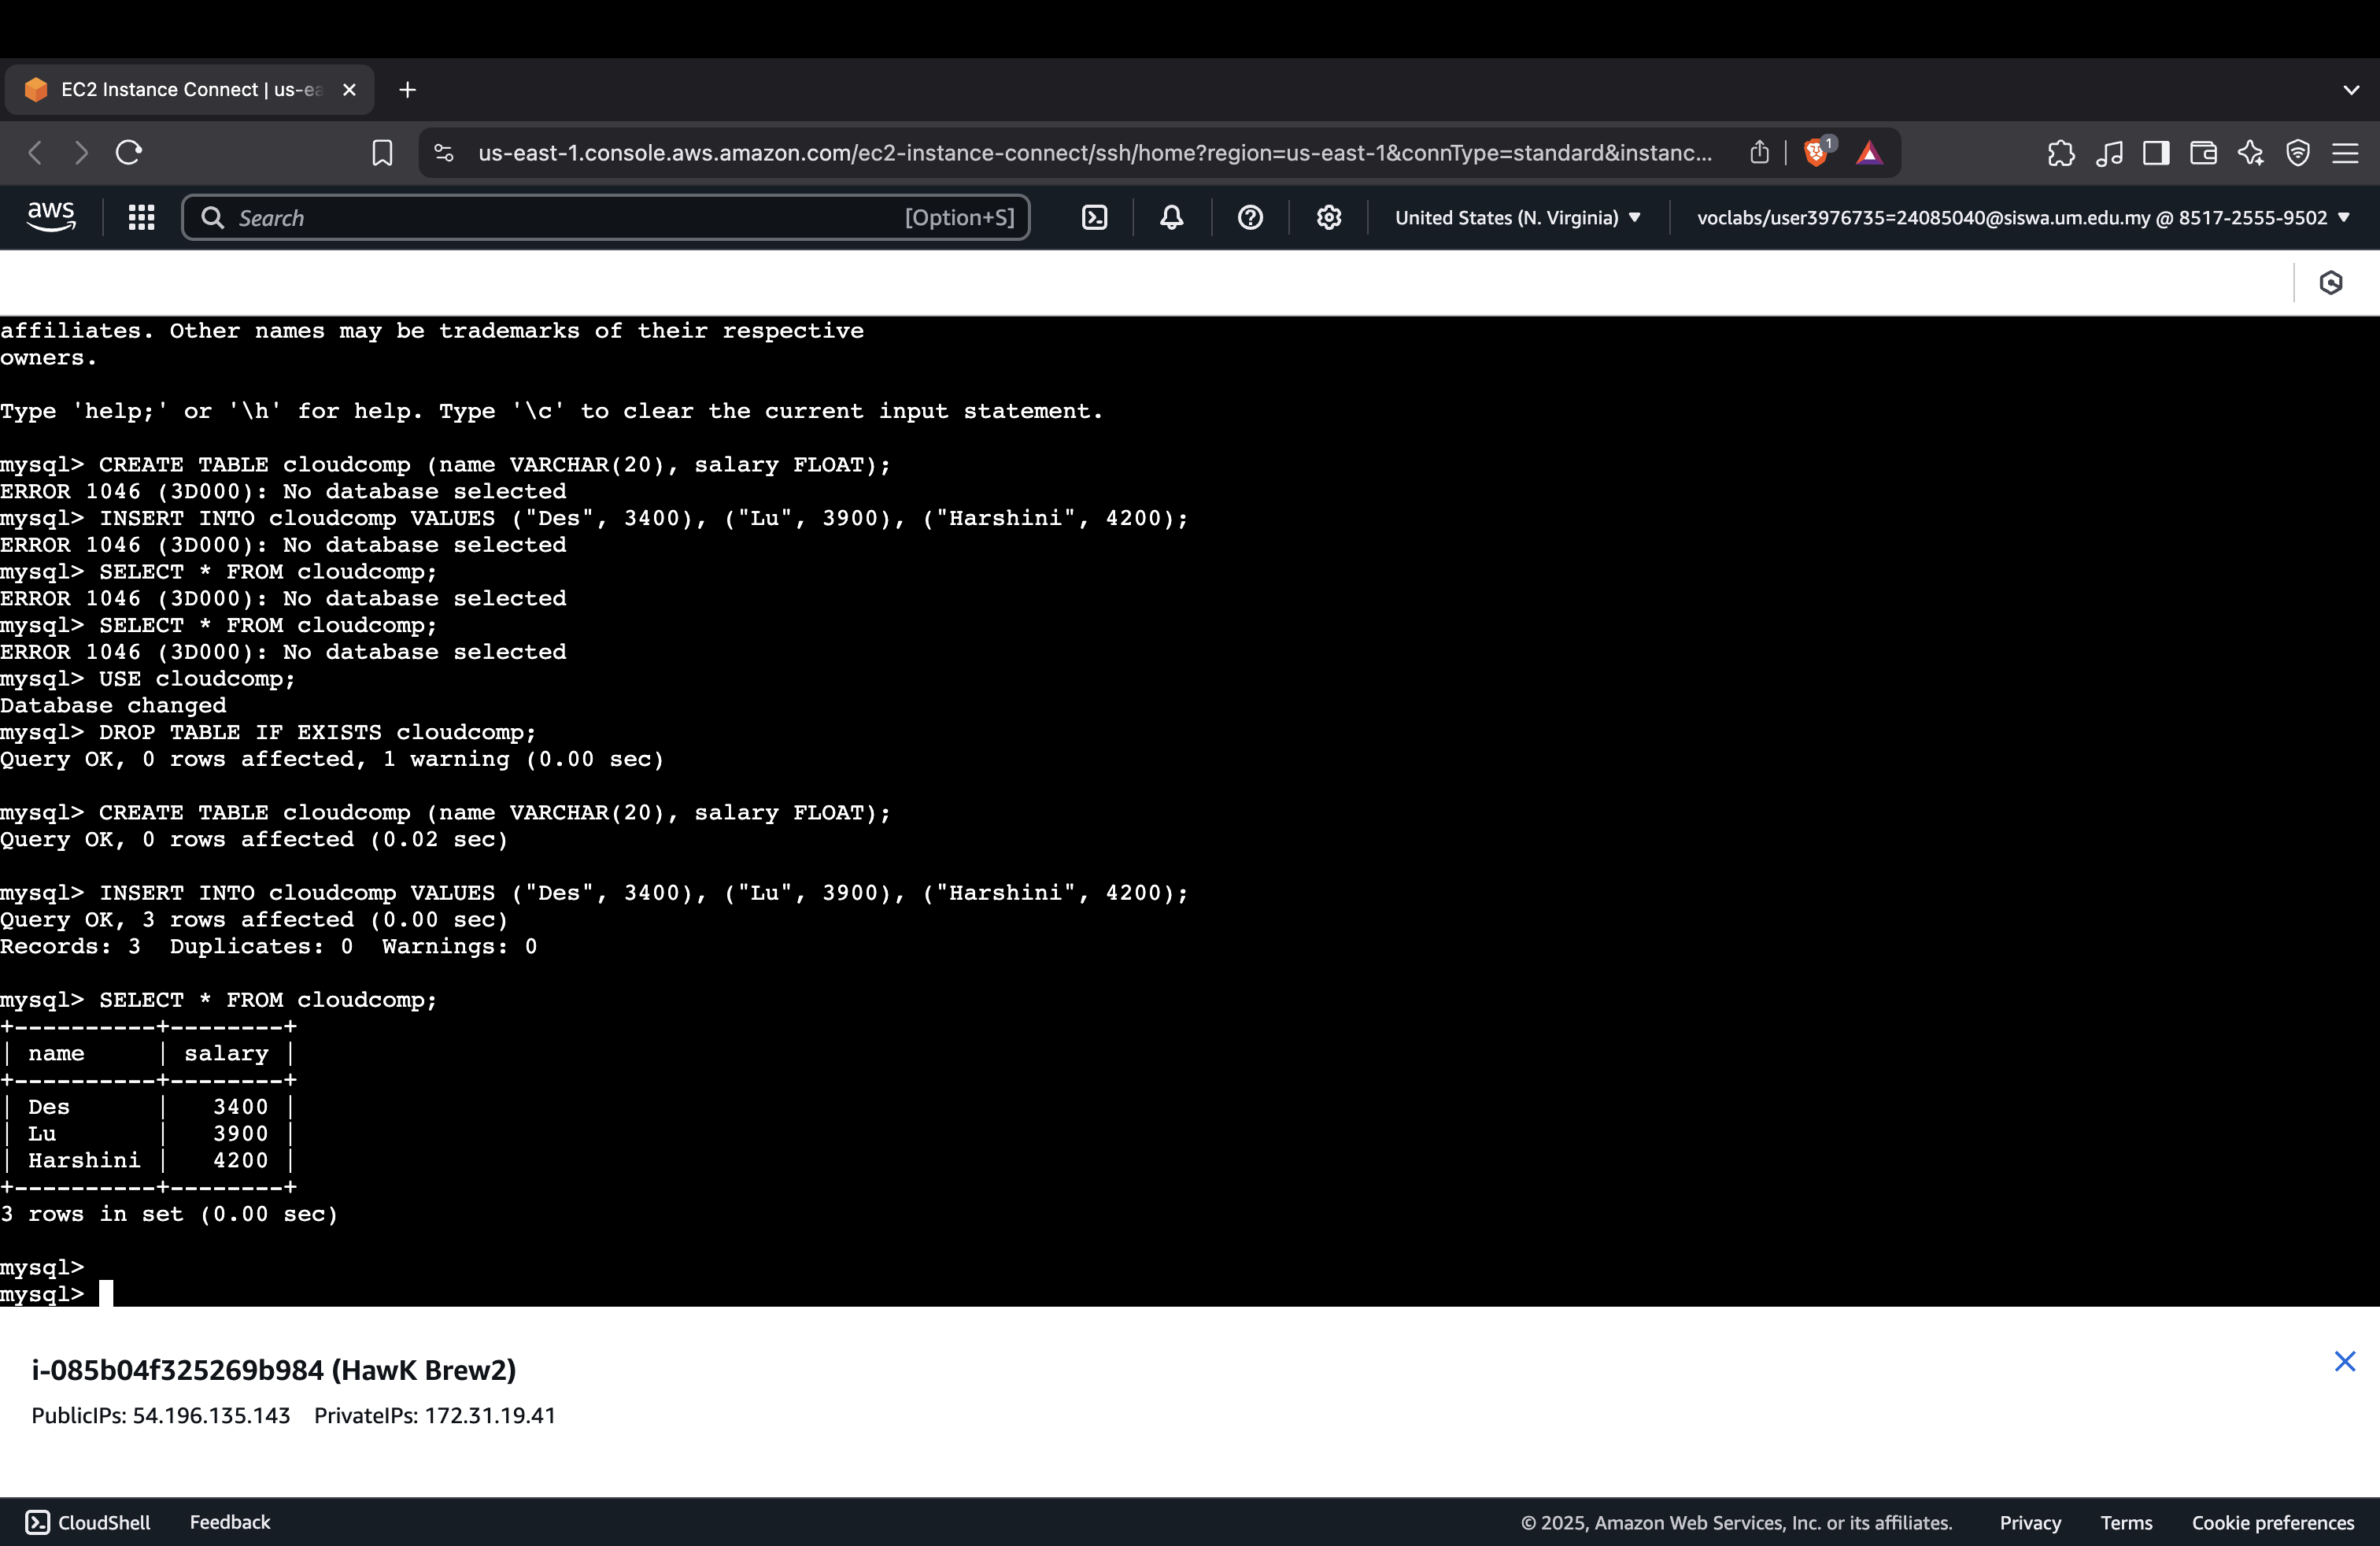 EC2 Instance Connect | us-ea
us-east-1.console.aws.amazon.com/ec2-instance-connect/ssh/home?region=us-east-1&connType=standard&instanc...
1
aws
Search
[Option+S]
United States (N. Virginia)
voclabs/user3976735=24085040@siswa.um.edu.my @ 8517-2555-9502
affiliates. Other names may be trademarks of their respective
owners.
Type 'help;' or '\h' for help. Type '\c' to clear the current input statement.
mysql> CREATE TABLE cloudcomp (name VARCHAR(20), salary FLOAT);
ERROR 1046 (3D000): No database selected
mysql> INSERT INTO cloudcomp VALUES ("Des", 3400), ("Lu", 3900), ("Harshini", 4200);
ERROR 1046 (3D000): No database selected
mysql> SELECT * FROM cloudcomp;
ERROR 1046 (3D000): No database selected
mysql> SELECT * FROM cloudcomp;
ERROR 1046 (3D000): No database selected
mysql> USE cloudcomp;
Database changed
mysql> DROP TABLE IF EXISTS cloudcomp;
Query OK, 0 rows affected, 1 warning (0.00 sec)
mysql> CREATE TABLE cloudcomp (name VARCHAR(20), salary FLOAT);
Query OK, 0 rows affected (0.02 sec)
mysql> INSERT INTO cloudcomp VALUES ("Des", 3400), ("Lu", 3900), ("Harshini", 4200);
Query OK, 3 rows affected (0.00 sec)
Records: 3  Duplicates: 0  Warnings: 0
mysql> SELECT * FROM cloudcomp;
+----------+--------+
| name     | salary |
+----------+--------+
| Des      |   3400 |
| Lu       |   3900 |
| Harshini |   4200 |
+----------+--------+
3 rows in set (0.00 sec)
mysql>
mysql>
i-085b04f325269b984 (HawK Brew2)
PublicIPs: 54.196.135.143    PrivateIPs: 172.31.19.41
CloudShell
Feedback
© 2025, Amazon Web Services, Inc. or its affiliates.
Privacy
Terms
Cookie preferences